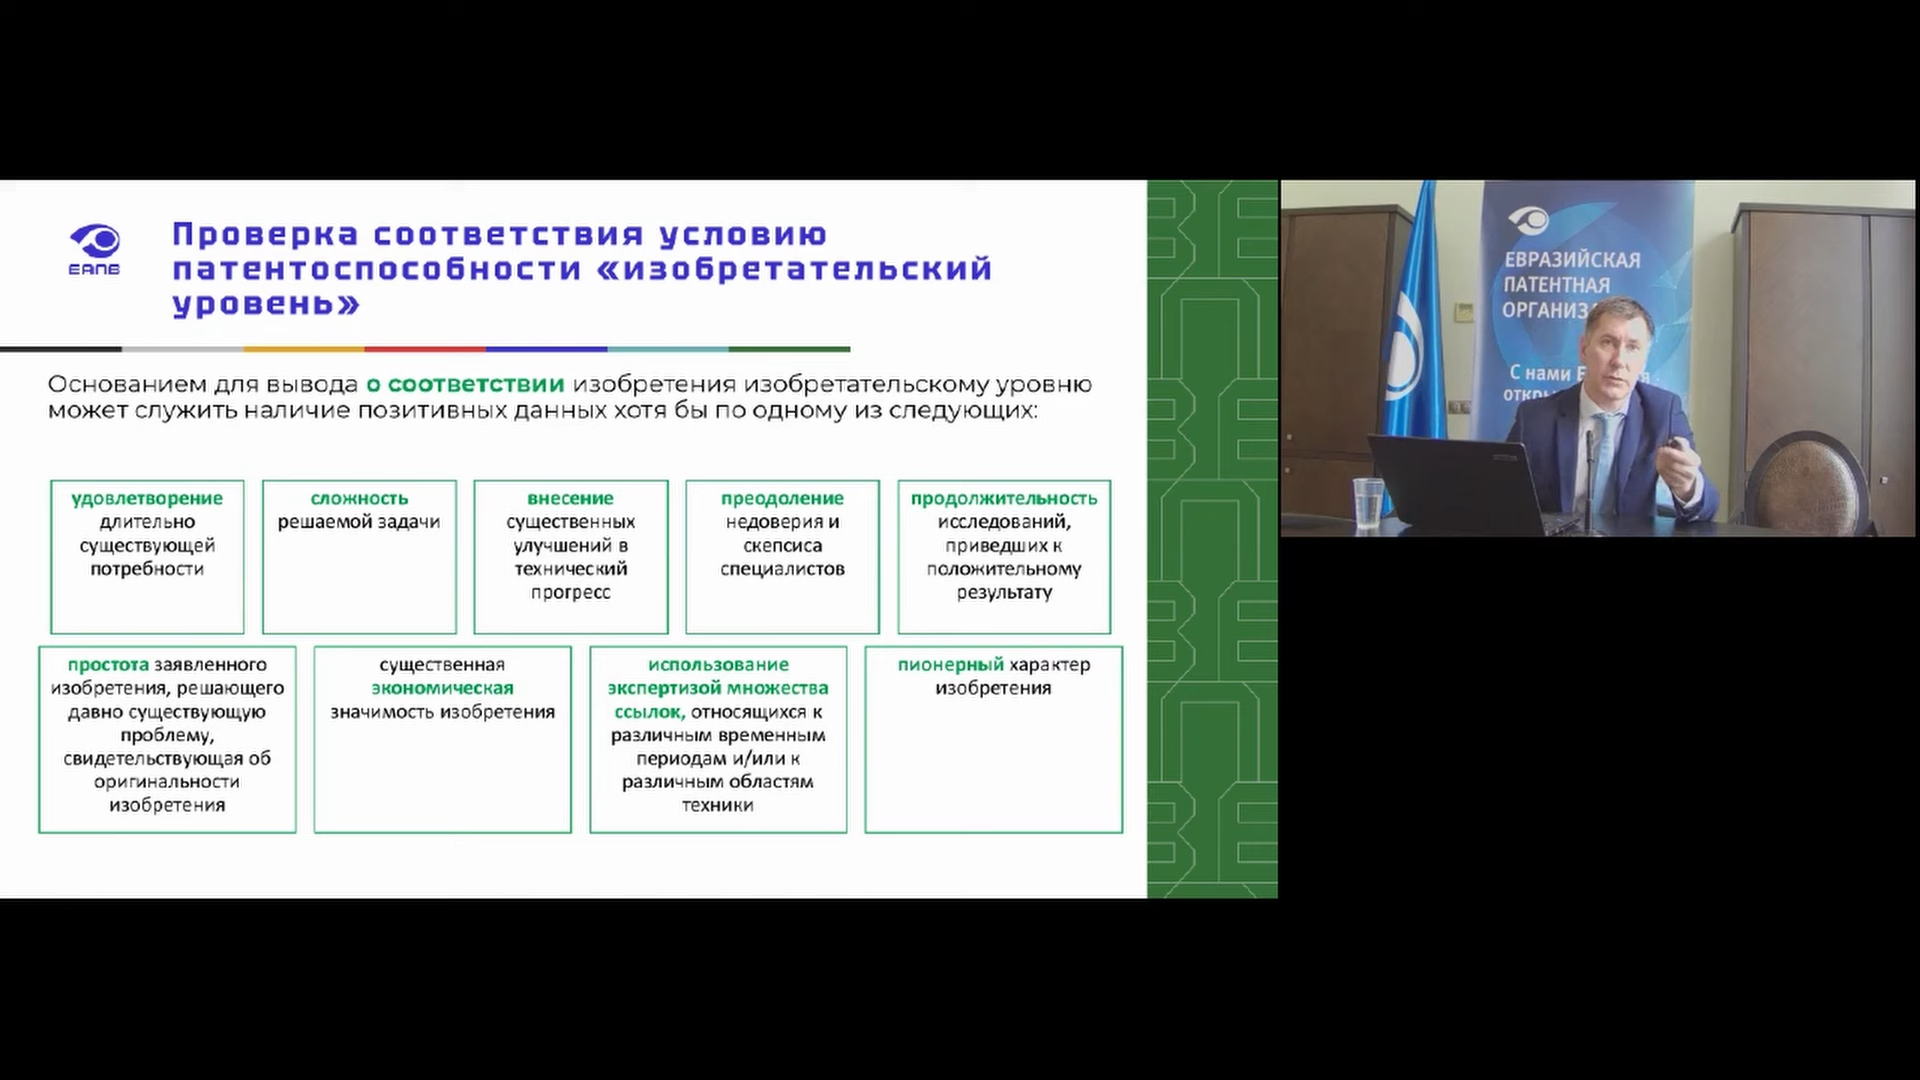 ЕАПВ
Проверка соответствия условию
патентоспособности «изобретательский
уровень»
Основанием для вывода о соответствии изобретения изобретательскому уровню
может служить наличие позитивных данных хотя бы по одному из следующих:
удовлетворение
длительно
существующей
потребности
сложность
решаемой задачи
внесение
существенных
улучшений в
технический
прогресс
преодоление
недоверия и
скепсиса
специалистов
продолжительность
исследований,
приведших к
положительному
результату
простота заявленного
изобретения, решающего
давно существующую
проблему,
свидетельствующая об
оригинальности
изобретения
существенная
экономическая
значимость изобретения
использование
экспертизой множества
ссылок, относящихся к
различным временным
периодам и/или к
различным областям
техники
пионерный характер
изобретения
ЕВРАЗИЙСКАЯ
ПАТЕНТНАЯ
ОРГАНИЗ
С нами Е
откры